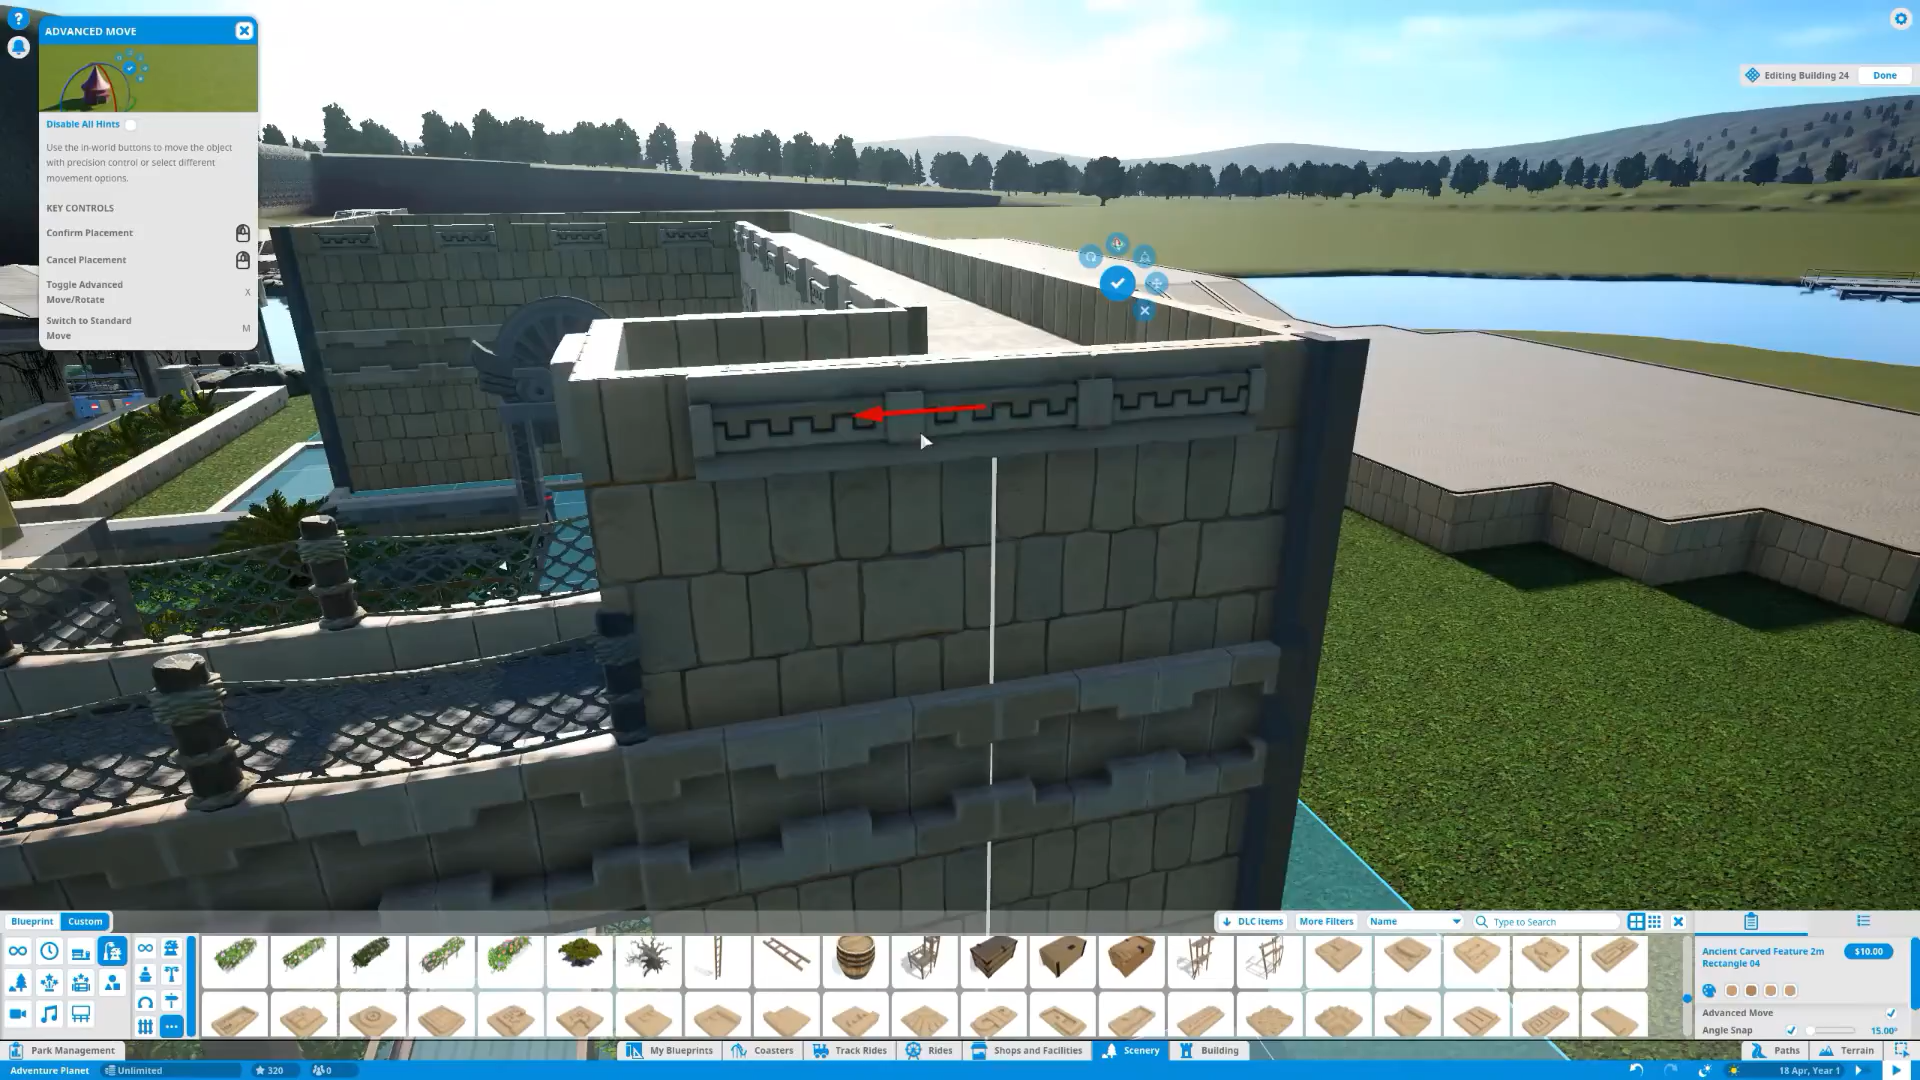 ADVANCED MOVE
Disable All Hints
Use the in-world buttons to move the object
with precision control or select different
movement options.
KEY CONTROLS
Confirm Placement
Cancel Placement
Toggle Advanced
Move/Rotate
X
Switch to Standard
Move
M
Editing Building 24
Done
Blueprint
Custom
DLC items
More Filters
Name
Type to Search
Ancient Carved Feature 2m
Rectangle 04
$10.00
Advanced Move
Angle Snap
15.00°
Park Management
My Blueprints
Coasters
Track Rides
Rides
Shops and Facilities
Scenery
Building
Paths
Terrain
Adventure Planet
Unlimited
320
0
18 Apr, Year 1